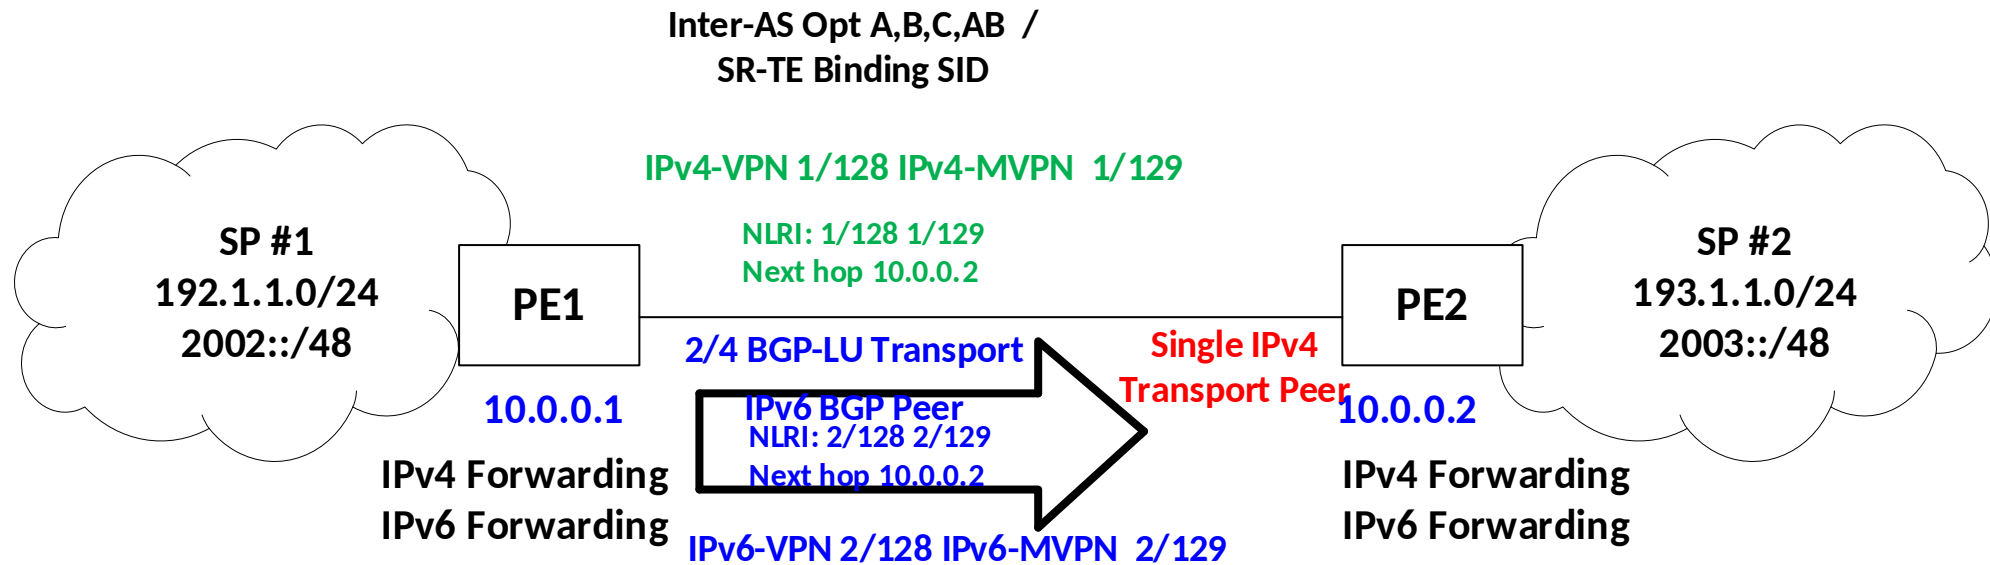 Inter-AS Opt A,B,C,AB /
SR-TE Binding SID
IPv4-VPN 1/128 IPv4-MVPN 1/129
NLRI: 1/128 1/129
Next hop 10.0.0.2
SP #1
192.1.1.0/24
2002::/48
PE1
PE2
SP #2
193.1.1.0/24
2003::/48
2/4 BGP-LU Transport
Single IPv4
Transport Peer
10.0.0.1
IPv6 BGP Peer
NLRI: 2/128 2/129
Next hop 10.0.0.2
10.0.0.2
IPv4 Forwarding
IPv6 Forwarding
IPv4 Forwarding
IPv6 Forwarding
IPv6-VPN 2/128 IPv6-MVPN 2/129